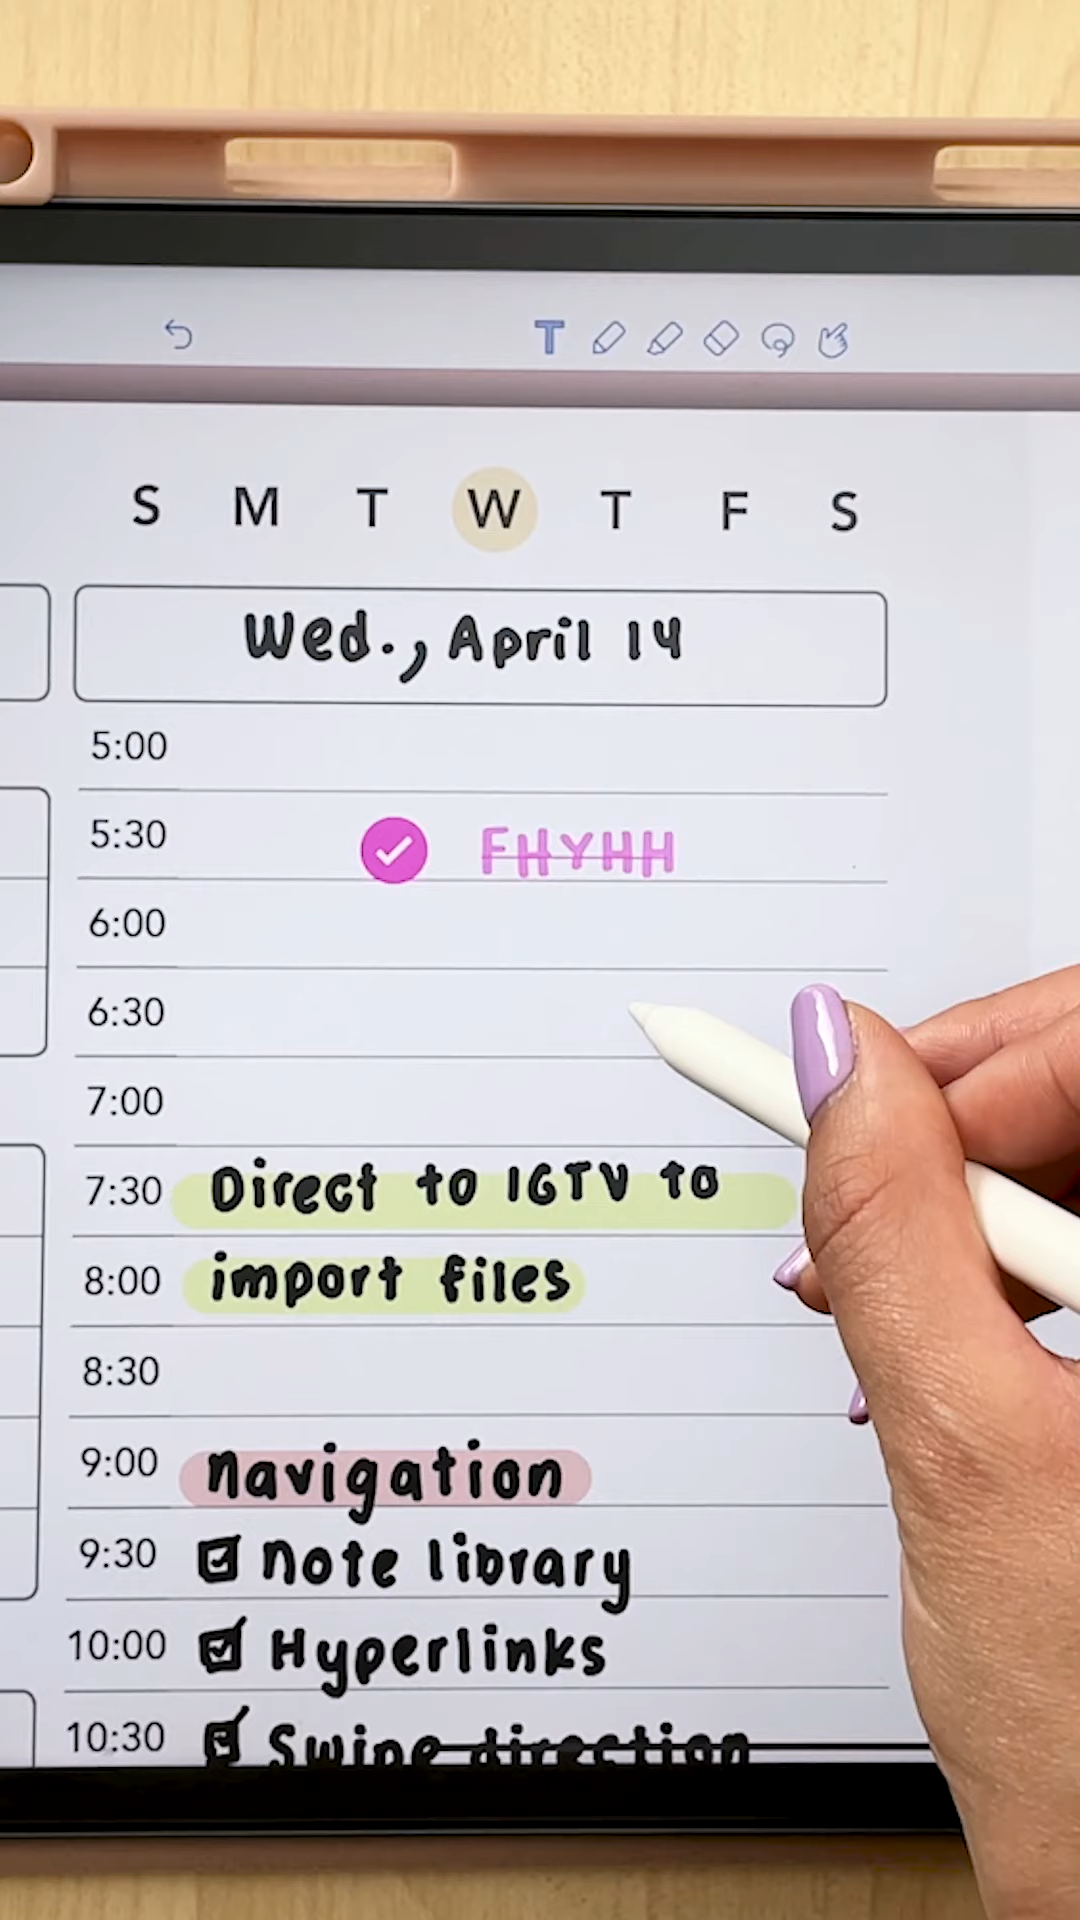 T
S M T W T F S
Wed., April 14
5:00
5:30 FHYHH
6:00
6:30
7:00
7:30 Direct to IGTV to
8:00 import files
8:30
9:00 navigation
9:30 note library
10:00 Hyperlinks
10:30 Swipe direction